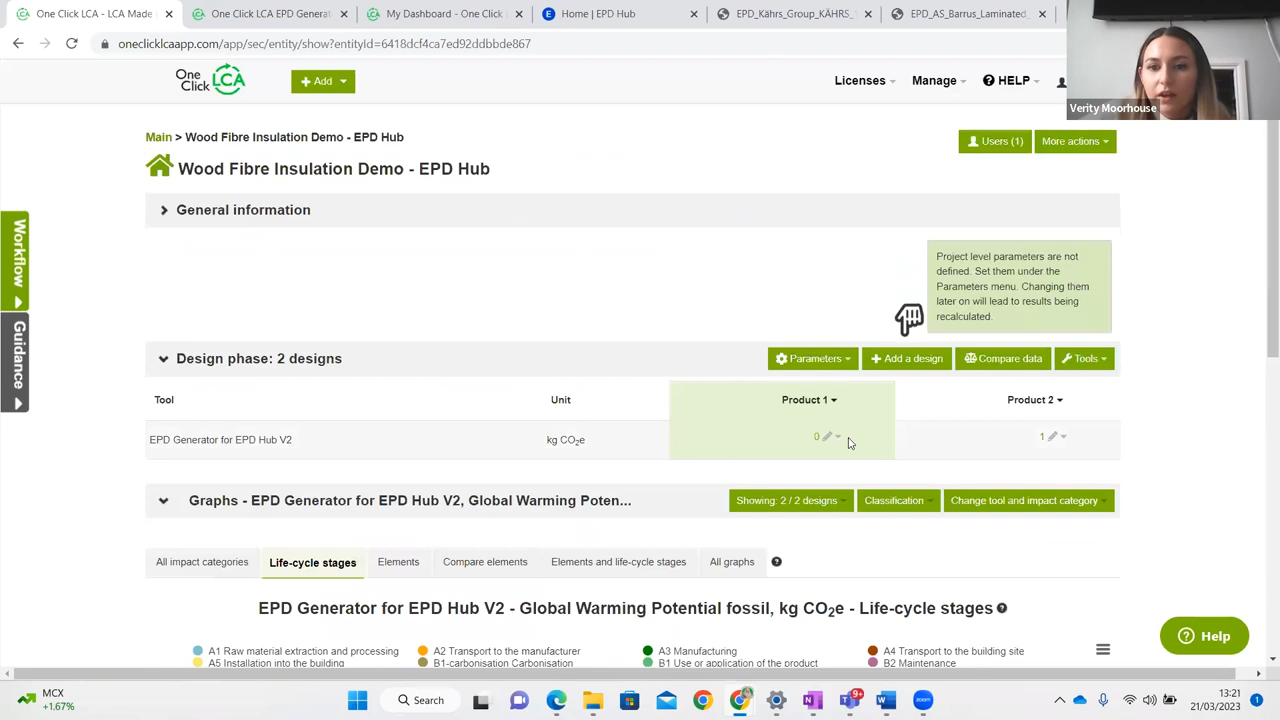 One Click LCA - Last
One Click LCA EPD Generator
My Dashboard - One Click
Home | EPD Hub
EPD_Kährs_Group_KÄHRS_
EPD_AS_Barrus_Laminated_
oneclicklcaapp.com/app/sec/entity/show?entityId=6418dcf4ca7ed92ddbbde867
One Click LCA
Add
Licenses
Manage
HELP
Verity Moorhouse
Main > Wood Fibre Insulation Demo - EPD Hub
Users (1)
More actions
Wood Fibre Insulation Demo - EPD Hub
General information
Workflow
Guidance
Project level parameters are not
defined. Set them under the
Parameters menu. Changing them
later on will lead to results being
recalculated.
Design phase: 2 designs
Parameters
Add a design
Compare data
Tools
Tool
Unit
Product 1
Product 2
EPD Generator for EPD Hub V2
kg CO2e
0
1
Graphs - EPD Generator for EPD Hub V2, Global Warming Poten...
Showing: 2 / 2 designs
Classification
Change tool and impact category
All impact categories
Life-cycle stages
Elements
Compare elements
Elements and life-cycle stages
All graphs
EPD Generator for EPD Hub V2 - Global Warming Potential fossil, kg CO2e - Life-cycle stages
A1 Raw material extraction and processing
A2 Transport to the manufacturer
A3 Manufacturing
A4 Transport to the building site
A5 Installation into the building
B1-carbonisation Carbonisation
B1 Use or application of the product
B2 Maintenance
Help
MCX
+1.67%
Search
9+
13:21
21/03/2023
1